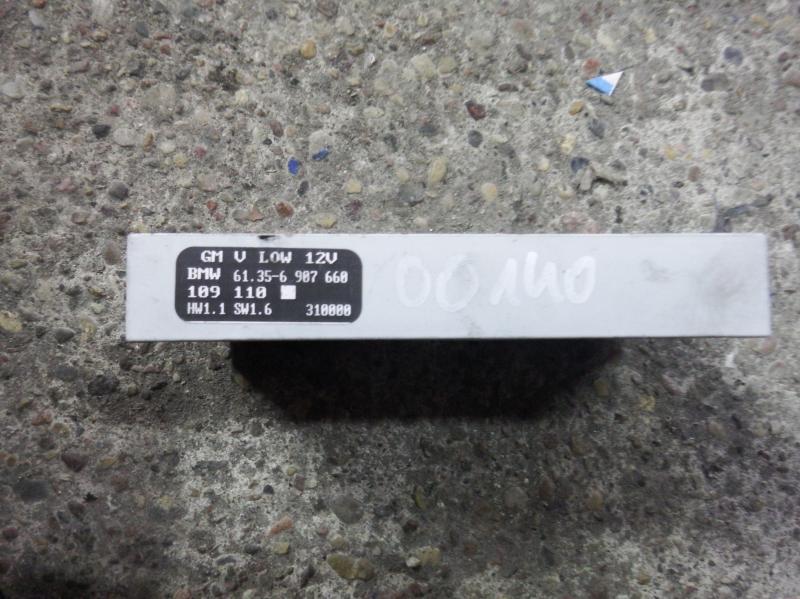 GM V LOW 12V
BMW 61.35-6 907 660
109 110
HW1.1 SW1.6 310000
00140